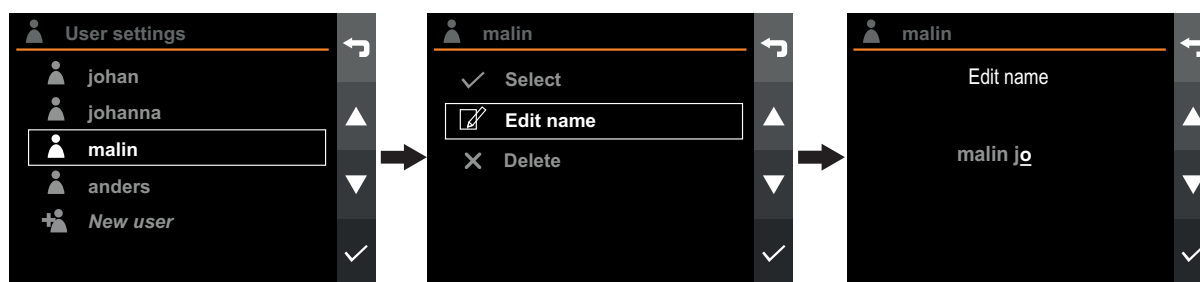 User settings
johan
johanna
malin
anders
New user
malin
Select
Edit name
Delete
malin
Edit name
malin jo